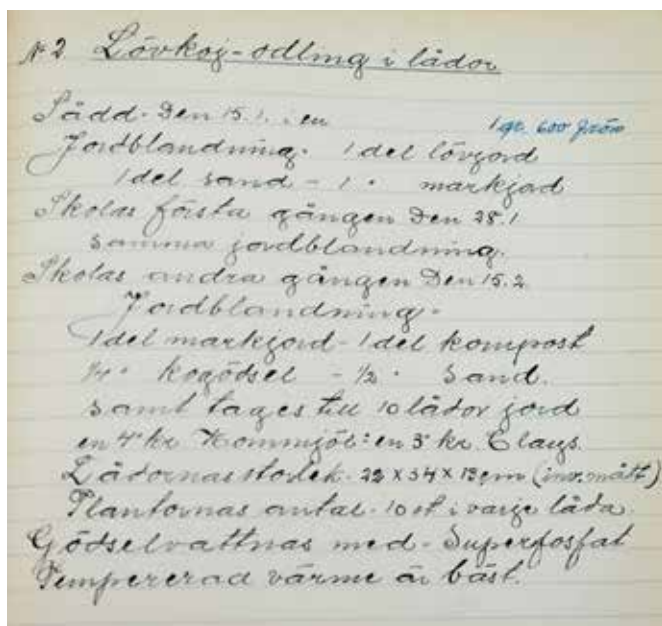 No 2 Lövkoj-odling i lådor
Sådd. Den 15.1. i en
1 gr. 600 frön
Jordblandning. 1 del lövjord
1 del sand - 1 " markjord
Skolas första gången Den 28.1
samma jordblandning.
Skolas andra gången Den 15.2
Jordblandning.
1 del markjord - 1 del kompost
1/4 " kogödsel - 1/2 " Sand.
samt tages till 10 lådor jord
en 4" kr. Hornmjöl: en 3" kr. Clays.
Lådornas storlek. 22 x 34 x 13 cm (inv. mått)
Plantornas antal. 10 st i varje låda.
Gödselvattnas med - Superfosfat
Tempererad värme är bäst.